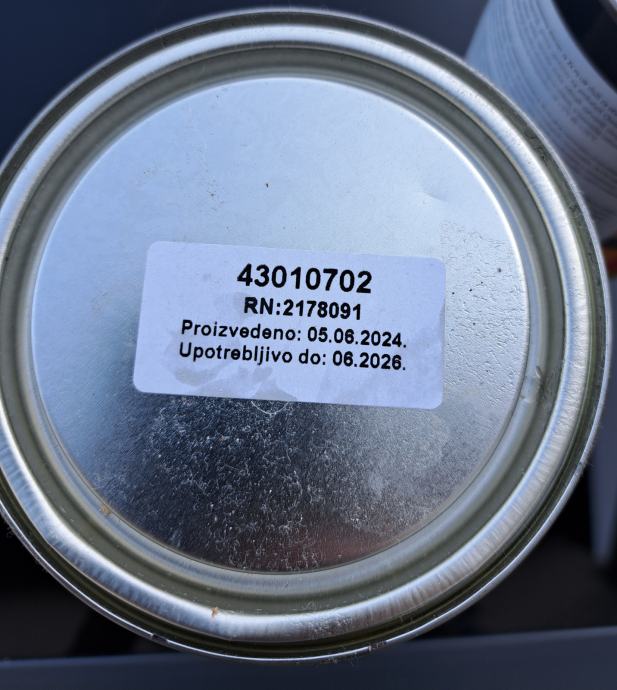 43010702
RN:2178091
Proizvedeno: 05.06.2024.
Upotrebljivo do: 06.2026.